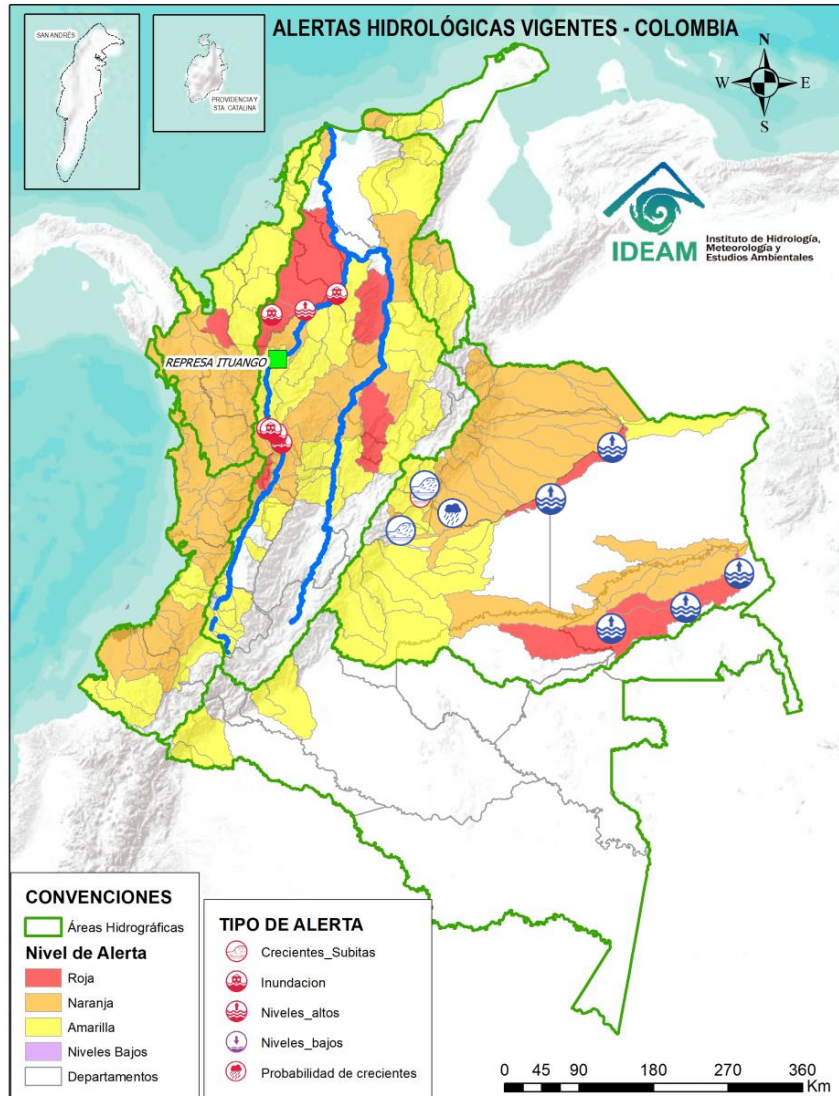 ALERTAS HIDROLÓGICAS VIGENTES - COLOMBIA
SAN ANDRÉS
PROVIDENCIA Y
STA. CATALINA
N
W E
S
IDEAM
Instituto de Hidrología,
Meteorología y
Estudios Ambientales
REPRESA ITUANGO
CONVENCIONES
Áreas Hidrográficas
Nivel de Alerta
Roja
Naranja
Amarilla
Niveles Bajos
Departamentos
TIPO DE ALERTA
Crecientes_Subitas
Inundacion
Niveles_altos
Niveles_bajos
Probabilidad de crecientes
0 45 90 180 270 360
Km